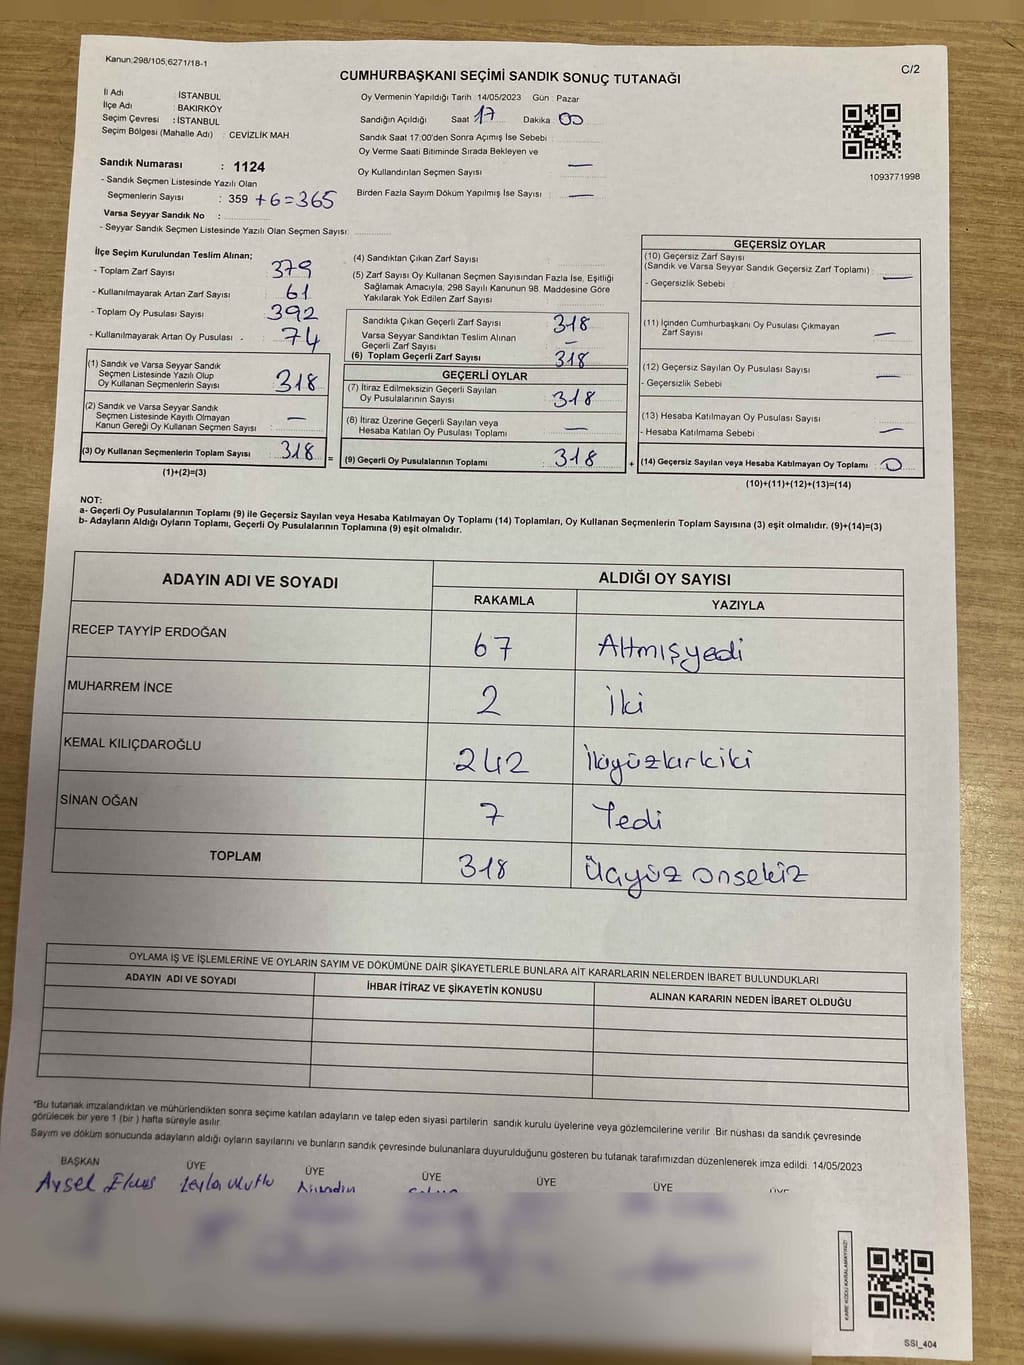 Kanun:298/105,6271/18-1
C/2
CUMHURBAŞKANI SEÇİMİ SANDIK SONUÇ TUTANAĞI
İl Adı : İSTANBUL
İlçe Adı : BAKIRKÖY
Seçim Çevresi : İSTANBUL
Seçim Bölgesi (Mahalle Adı) : CEVİZLİK MAH.
Sandık Numarası : 1124
- Sandık Seçmen Listesinde Yazılı Olan
Seçmenlerin Sayısı : 359 +6=365
Varsa Seyyar Sandık No :
- Seyyar Sandık Seçmen Listesinde Yazılı Olan Seçmen Sayısı:
Oy Vermenin Yapıldığı Tarih :14/05/2023 Gün : Pazar
Sandığın Açıldığı Saat 17 Dakika 00
Sandık Saat 17:00'den Sonra Açımış İse Sebebi :
Oy Verme Saati Bitiminde Sırada Bekleyen ve
Oy Kullandırılan Seçmen Sayısı : —
Birden Fazla Sayım Döküm Yapılmış İse Sayısı : —
1093771998
İlçe Seçim Kurulundan Teslim Alınan;
- Toplam Zarf Sayısı : 379
- Kullanılmayarak Artan Zarf Sayısı : 61
- Toplam Oy Pusulası Sayısı : 392
- Kullanılmayarak Artan Oy Pusulası : 74
(1) Sandık ve Varsa Seyyar Sandık
Seçmen Listesinde Yazılı Olup
Oy Kullanan Seçmenlerin Sayısı : 318
(2) Sandık ve Varsa Seyyar Sandık
Seçmen Listesinde Kayıtlı Olmayan
Kanun Gereği Oy Kullanan Seçmen Sayısı : —
(3) Oy Kullanan Seçmenlerin Toplam Sayısı : 318
(1)+(2)=(3)
(4) Sandıktan Çıkan Zarf Sayısı :
(5) Zarf Sayısı Oy Kullanan Seçmen Sayısından Fazla İse, Eşitliği
Sağlamak Amacıyla, 298 Sayılı Kanunun 98. Maddesine Göre
Yakılarak Yok Edilen Zarf Sayısı :
Sandıkta Çıkan Geçerli Zarf Sayısı : 318
Varsa Seyyar Sandıktan Teslim Alınan
Geçerli Zarf Sayısı : —
(6) Toplam Geçerli Zarf Sayısı : 318
GEÇERLİ OYLAR
(7) İtiraz Edilmeksizin Geçerli Sayılan
Oy Pusulalarının Sayısı : 318
(8) İtiraz Üzerine Geçerli Sayılan veya
Hesaba Katılan Oy Pusulası Toplamı : —
= (9) Geçerli Oy Pusulalarının Toplamı : 318
GEÇERSİZ OYLAR
(10) Geçersiz Zarf Sayısı
(Sandık ve Varsa Seyyar Sandık Geçersiz Zarf Toplamı) : —
- Geçersizlik Sebebi :
(11) İçinden Cumhurbaşkanı Oy Pusulası Çıkmayan
Zarf Sayısı : —
(12) Geçersiz Sayılan Oy Pusulası Sayısı : —
- Geçersizlik Sebebi :
(13) Hesaba Katılmayan Oy Pusulası Sayısı
- Hesaba Katılmama Sebebi : —
+ (14) Geçersiz Sayılan veya Hesaba Katılmayan Oy Toplamı : 0
(10)+(11)+(12)+(13)=(14)
NOT:
a- Geçerli Oy Pusulalarının Toplamı (9) ile Geçersiz Sayılan veya Hesaba Katılmayan Oy Toplamı (14) Toplamları, Oy Kullanan Seçmenlerin Toplam Sayısına (3) eşit olmalıdır. (9)+(14)=(3)
b- Adayların Aldığı Oyların Toplamı, Geçerli Oy Pusulalarının Toplamına (9) eşit olmalıdır.
ADAYIN ADI VE SOYADI
ALDIĞI OY SAYISI
RAKAMLA YAZIYLA
RECEP TAYYİP ERDOĞAN 67 Altmışyedi
MUHARREM İNCE 2 İki
KEMAL KILIÇDAROĞLU 242 İkiyüzkırkiki
SİNAN OĞAN 7 Yedi
TOPLAM 318 Üçyüz onsekiz
OYLAMA İŞ VE İŞLEMLERİNE VE OYLARIN SAYIM VE DÖKÜMÜNE DAİR ŞİKAYETLERLE BUNLARA AİT KARARLARIN NELERDEN İBARET BULUNDUKLARI
ADAYIN ADI VE SOYADI İHBAR İTİRAZ VE ŞİKAYETİN KONUSU ALINAN KARARIN NEDEN İBARET OLDUĞU
*Bu tutanak imzalandıktan ve mühürlendikten sonra seçime katılan adayların ve talep eden siyasi partilerin sandık kurulu üyelerine veya gözlemcilerine verilir. Bir nüshası da sandık çevresinde
görülecek bir yere 1 (bir ) hafta süreyle asılır.
Sayım ve döküm sonucunda adayların aldığı oyların sayılarını ve bunların sandık çevresinde bulunanlara duyurulduğunu gösteren bu tutanak tarafımızdan düzenlenerek imza edildi. 14/05/2023
BAŞKAN ÜYE ÜYE ÜYE ÜYE ÜYE
Aysel Leyla Mutlu
KARE KODU KARALAMAYINIZ!
SSI_404